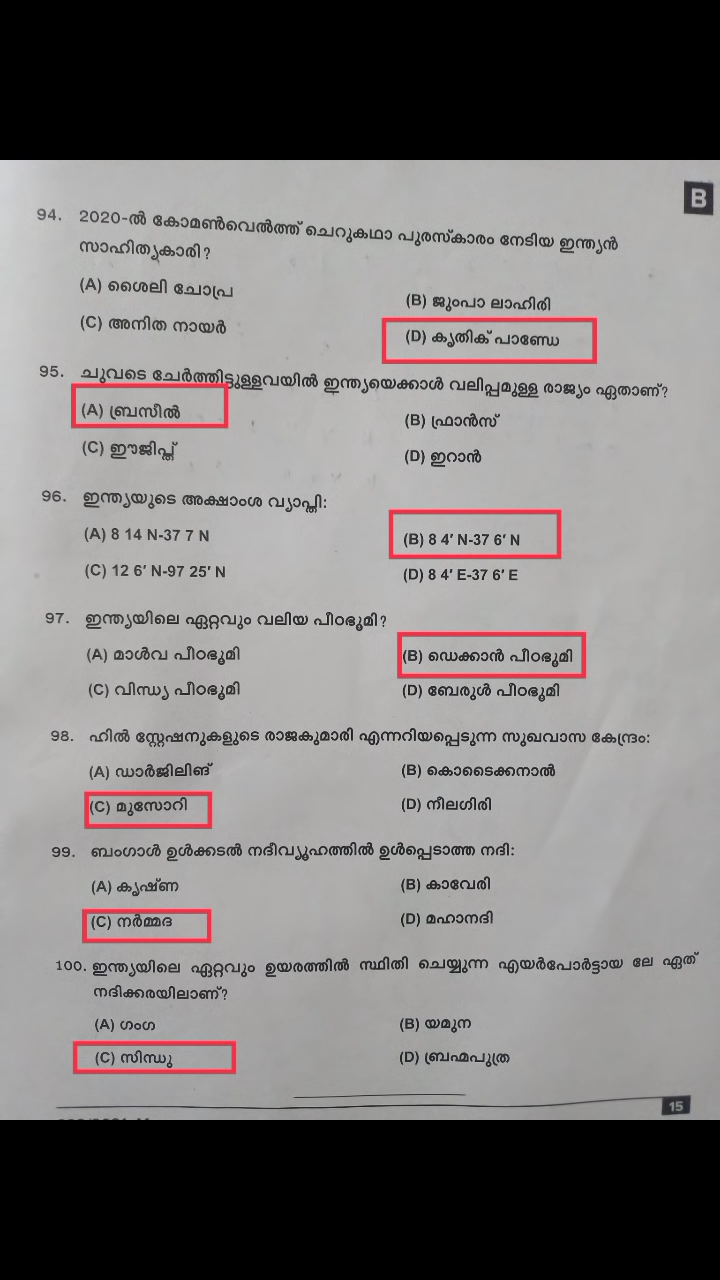 B
94. 2020-ൽ കോമൺവെൽത്ത് ചെറുകഥാ പുരസ്കാരം നേടിയ ഇന്ത്യൻ
സാഹിത്യകാരി?
(A) ശൈലി ചോപ്ര
(B) ജുംപാ ലാഹിരി
(C) അനിത നായർ
(D) കൃതിക് പാണ്ഡേ
95. ചുവടെ ചേർത്തിട്ടുള്ളവയിൽ ഇന്ത്യയെക്കാൾ വലിപ്പമുള്ള രാജ്യം ഏതാണ്?
(A) ബ്രസീൽ
(B) ഫ്രാൻസ്
(C) ഈജിപ്ത്
(D) ഇറാൻ
96. ഇന്ത്യയുടെ അക്ഷാംശ വ്യാപ്തി:
(A) 8 14 N-37 7 N
(B) 8 4′ N-37 6′ N
(C) 12 6′ N-97 25′ N
(D) 8 4′ E-37 6′ E
97. ഇന്ത്യയിലെ ഏറ്റവും വലിയ പീഠഭൂമി?
(A) മാൾവ പീഠഭൂമി
(B) ഡെക്കാൻ പീഠഭൂമി
(C) വിന്ധ്യ പീഠഭൂമി
(D) ബേരുൾ പീഠഭൂമി
98. ഹിൽ സ്റ്റേഷനുകളുടെ രാജകുമാരി എന്നറിയപ്പെടുന്ന സുഖവാസ കേന്ദ്രം:
(A) ഡാർജിലിങ്
(B) കൊടൈക്കനാൽ
(C) മുസോറി
(D) നീലഗിരി
99. ബംഗാൾ ഉൾക്കടൽ നദീവ്യൂഹത്തിൽ ഉൾപ്പെടാത്ത നദി:
(A) കൃഷ്ണ
(B) കാവേരി
(C) നർമ്മദ
(D) മഹാനദി
100. ഇന്ത്യയിലെ ഏറ്റവും ഉയരത്തിൽ സ്ഥിതി ചെയ്യുന്ന എയർപോർട്ടായ ലേ ഏത്
നദിക്കരയിലാണ്?
(A) ഗംഗ
(B) യമുന
(C) സിന്ധു
(D) ബ്രഹ്മപുത്ര
15